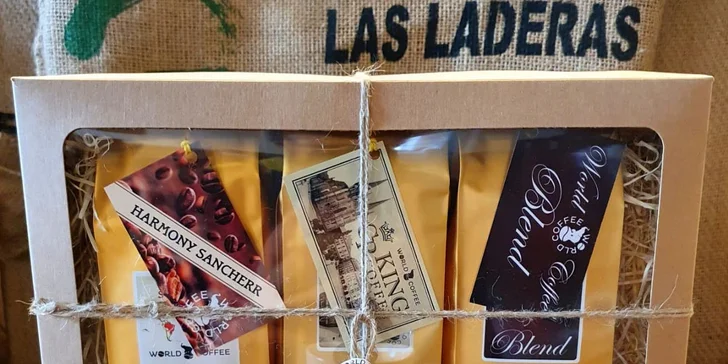 LAS LADERAS
HARMONY SANCHERR
WORLD COFFEE
WORLD COFFEE
KING
COFFEE
World Coffee
Blend
WORLD COFFEE
Blend